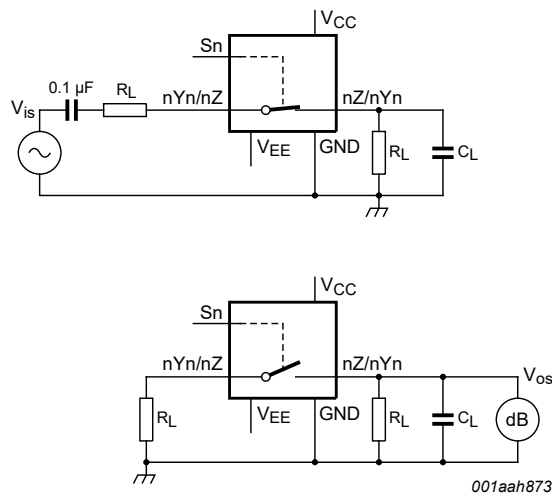 VCC
Sn
0.1 µF
RL
nYn/nZ
nZ/nYn
Vis
VEE
GND
RL
CL
VCC
Sn
nYn/nZ
nZ/nYn
Vos
RL
VEE
GND
RL
CL
dB
001aah873